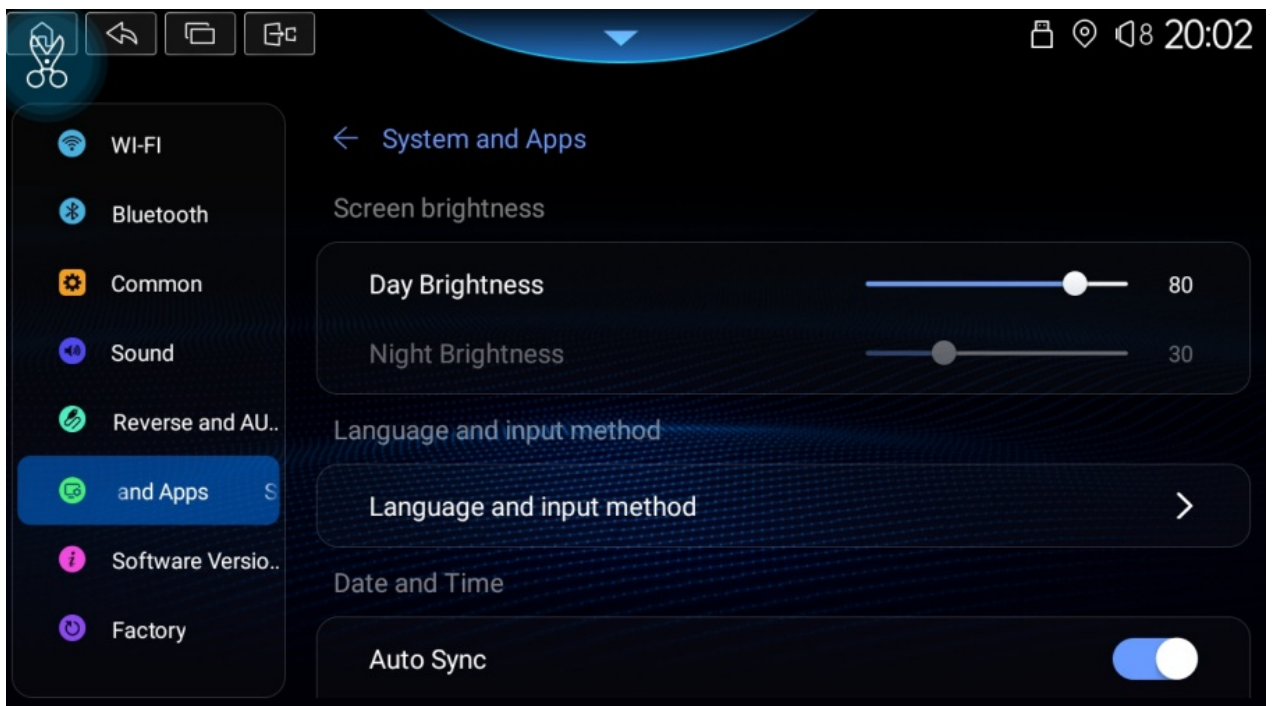 8 20:02
WI-FI
Bluetooth
Common
Sound
Reverse and AU..
and Apps S
Software Versio..
Factory
System and Apps
Screen brightness
Day Brightness 80
Night Brightness 30
Language and input method
Language and input method
Date and Time
Auto Sync